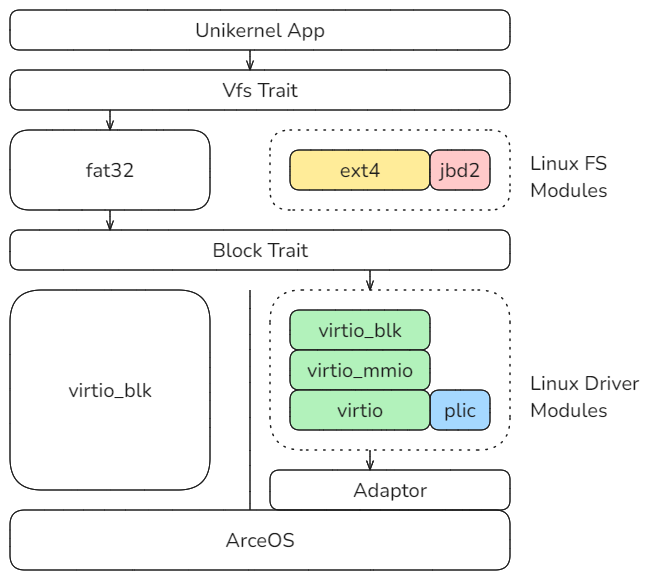 Unikernel App
Vfs Trait
fat32
ext4
jbd2
Linux FS
Modules
Block Trait
virtio_blk
virtio_blk
virtio_mmio
virtio
plic
Linux Driver
Modules
Adaptor
ArceOS